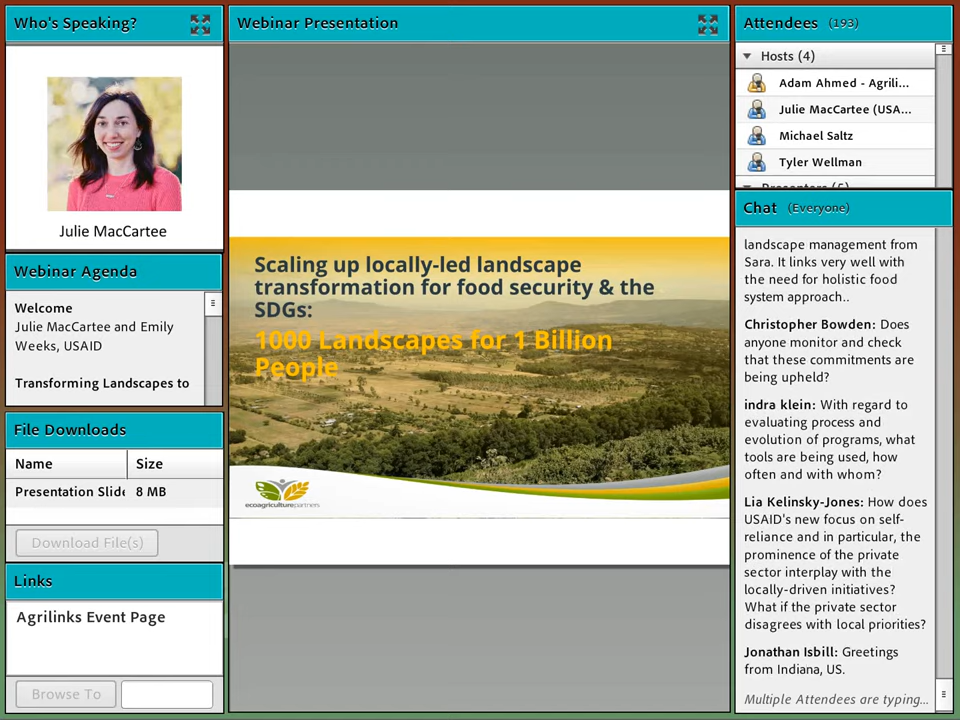 Who's Speaking?
Julie MacCartee
Webinar Agenda
Welcome
Julie MacCartee and Emily
Weeks, USAID
Transforming Landscapes to
File Downloads
Name Size
Presentation Slide 8 MB
Download File(s)
Links
Agrilinks Event Page
Browse To
Webinar Presentation
Scaling up locally-led landscape
transformation for food security & the
SDGs:
1000 Landscapes for 1 Billion
People
ecoagriculturepartners
Attendees (193)
Hosts (4)
Adam Ahmed - Agrili...
Julie MacCartee (USA...
Michael Saltz
Tyler Wellman
Presenters (5)
Chat (Everyone)
landscape management from
Sara. It links very well with
the need for holistic food
system approach..
Christopher Bowden: Does
anyone monitor and check
that these commitments are
being upheld?
indra klein: With regard to
evaluating process and
evolution of programs, what
tools are being used, how
often and with whom?
Lia Kelinsky-Jones: How does
USAID's new focus on self-
reliance and in particular, the
prominence of the private
sector interplay with the
locally-driven initiatives?
What if the private sector
disagrees with local priorities?
Jonathan Isbill: Greetings
from Indiana, US.
Multiple Attendees are typing...